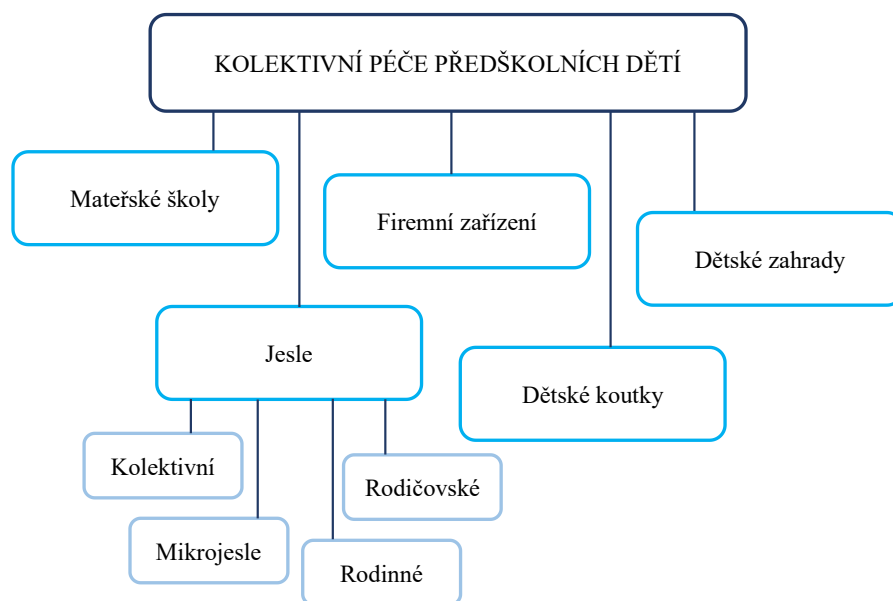 KOLEKTIVNÍ PÉČE PŘEDŠKOLNÍCH DĚTÍ
Mateřské školy
Firemní zařízení
Dětské zahrady
Jesle
Dětské koutky
Kolektivní
Rodičovské
Mikrojesle
Rodinné